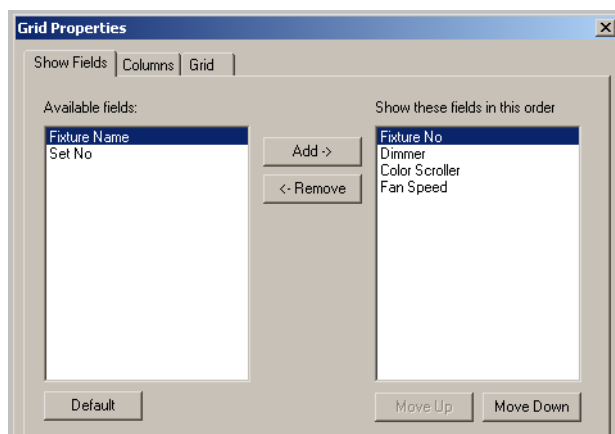 Grid Properties
Show Fields Columns Grid
Available fields:
Show these fields in this order
Fixture Name
Set No
Add ->
<- Remove
Fixture No
Dimmer
Color Scroller
Fan Speed
Default
Move Up
Move Down